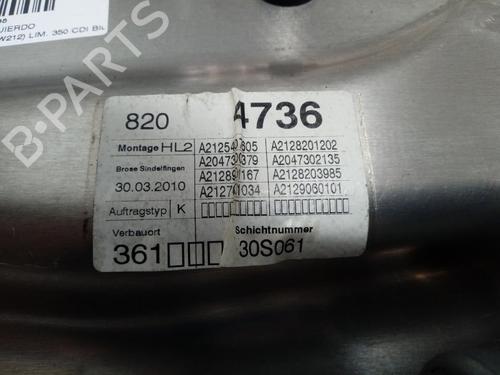 UIERDO
W212) LIM. 350 CDI
B-PARTS
820 4736
Montage HL2 A2128201202
A2047302135
Brose Sindelfingen A2128203985
30.03.2010 A2129060101
Auftragstyp K
Verbauort Schichtnummer
361 30S061